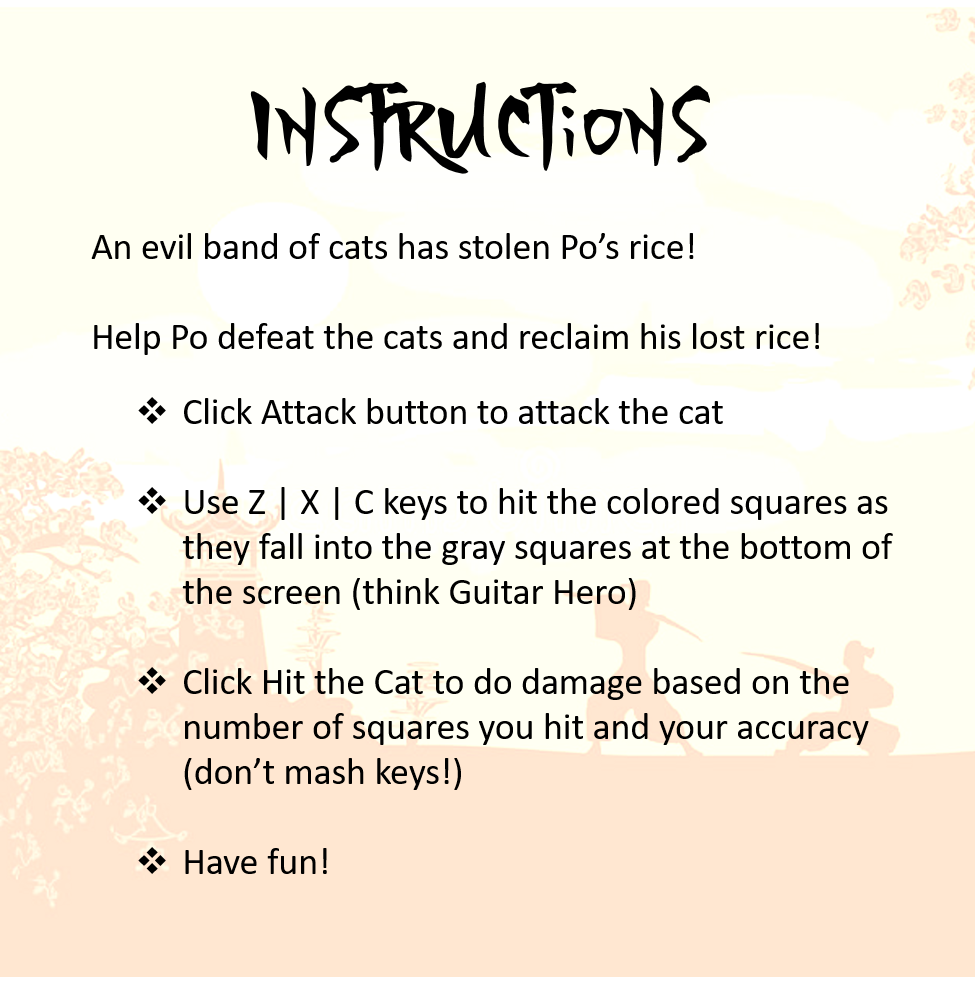 INSTRUCTIONS
An evil band of cats has stolen Po’s rice!
Help Po defeat the cats and reclaim his lost rice!
❖ Click Attack button to attack the cat
❖ Use Z | X | C keys to hit the colored squares as
they fall into the gray squares at the bottom of
the screen (think Guitar Hero)
❖ Click Hit the Cat to do damage based on the
number of squares you hit and your accuracy
(don’t mash keys!)
❖ Have fun!